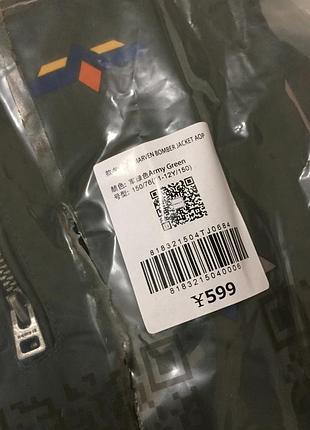 MARVEN BOMBER JACKET AOP
颜色: 军绿色Army Green
号型: 150/76( 1-12Y/150)
818321504TJ0684
8183215040006
¥599